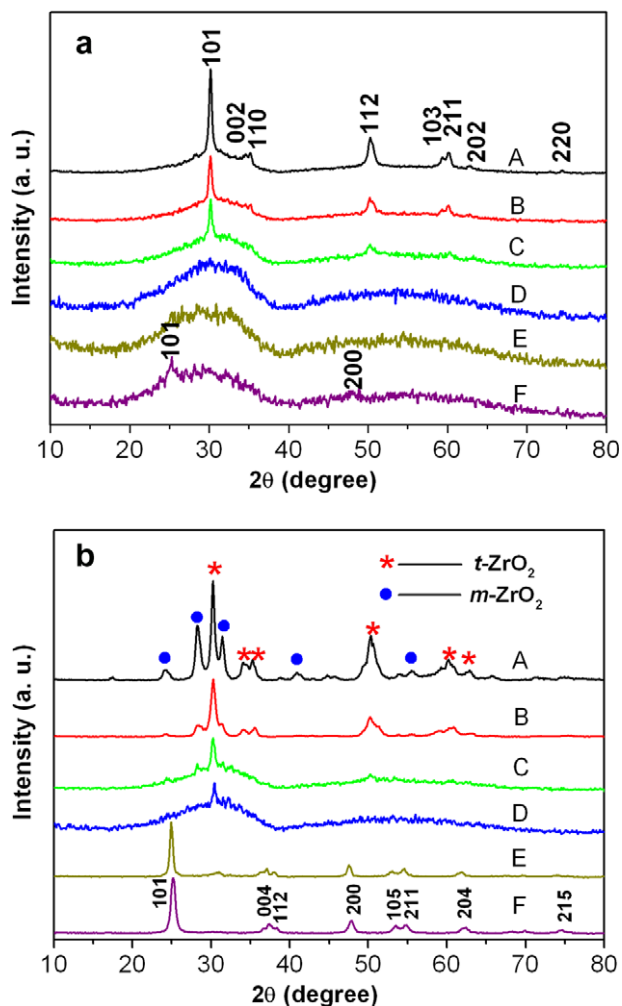 a
101
002
110
112
103
211
202
220
A
B
C
D
E
F
101
200
Intensity (a. u.)
10 20 30 40 50 60 70 80
2θ (degree)
b
* t-ZrO2
● m-ZrO2
A
B
C
D
E
F
101
004
112
200
105
211
204
215
Intensity (a. u.)
10 20 30 40 50 60 70 80
2θ (degree)